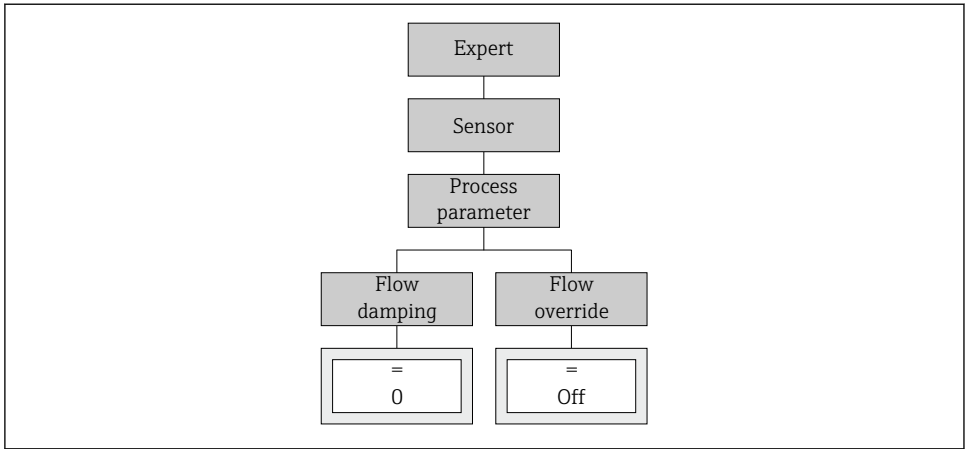 Expert
Sensor
Process
parameter
Flow
damping
Flow
override
=
0
=
Off